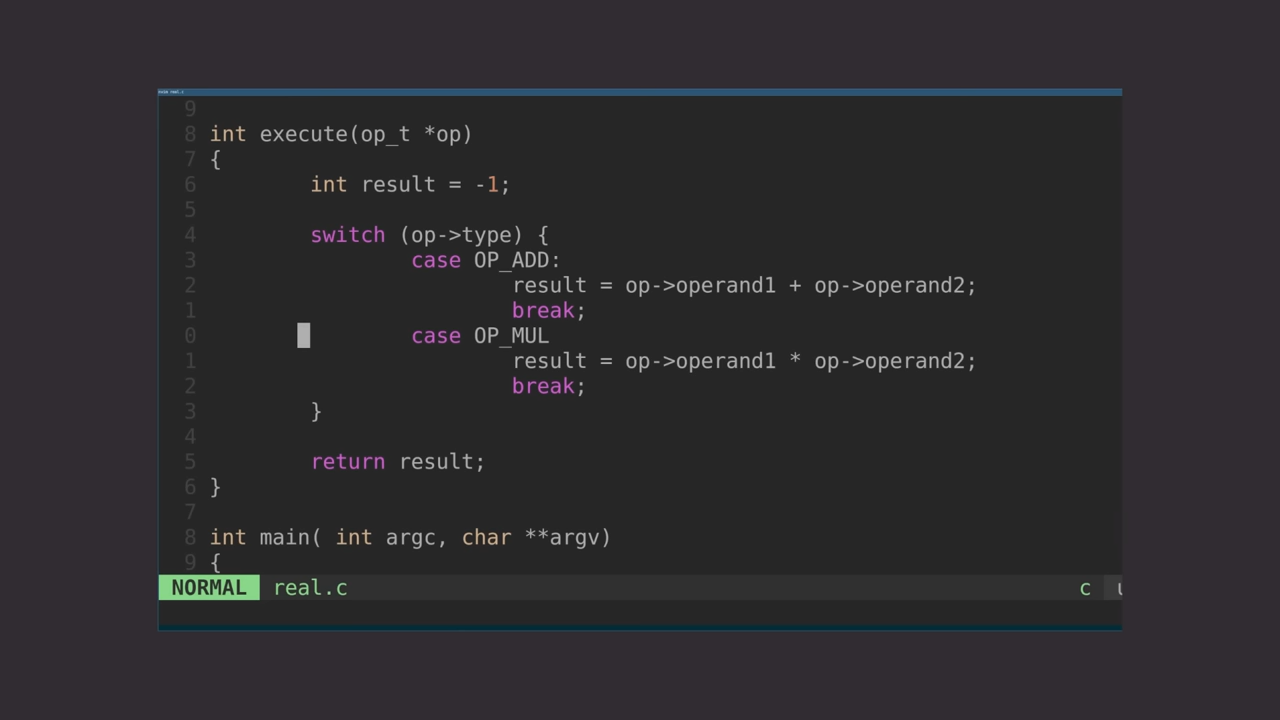 9
8 int execute(op_t *op)
7 {
6 int result = -1;
5
4 switch (op->type) {
3 case OP_ADD:
2 result = op->operand1 + op->operand2;
1 break;
0 case OP_MUL
1 result = op->operand1 * op->operand2;
2 break;
3 }
4
5 return result;
6 }
7
8 int main( int argc, char **argv)
9 {
NORMAL real.c c